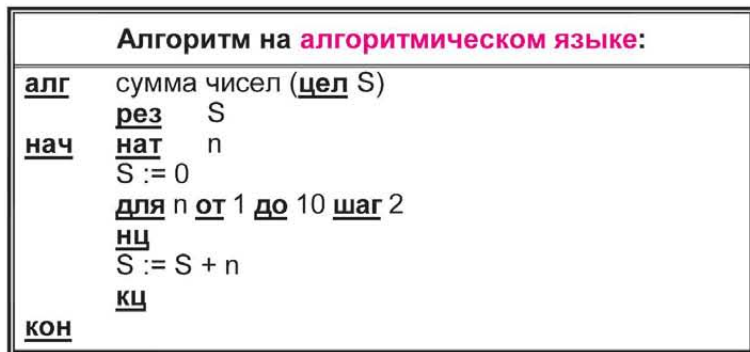 Алгоритм на алгоритмическом языке:
алг сумма чисел (цел S)
рез S
нач нат n
S := 0
для n от 1 до 10 шаг 2
нц
S := S + n
кц
кон